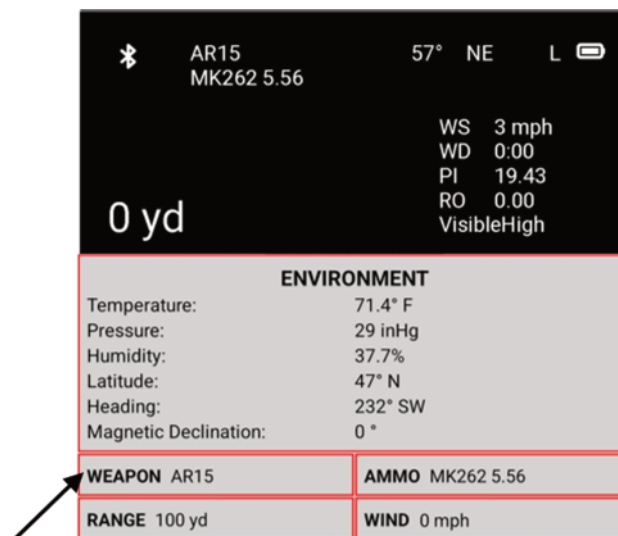 AR15 57° NE L
MK262 5.56
WS 3 mph
WD 0:00
PI 19.43
RO 0.00
0 yd VisibleHigh
ENVIRONMENT
Temperature: 71.4° F
Pressure: 29 inHg
Humidity: 37.7%
Latitude: 47° N
Heading: 232° SW
Magnetic Declination: 0 °
WEAPON AR15 AMMO MK262 5.56
RANGE 100 yd WIND 0 mph